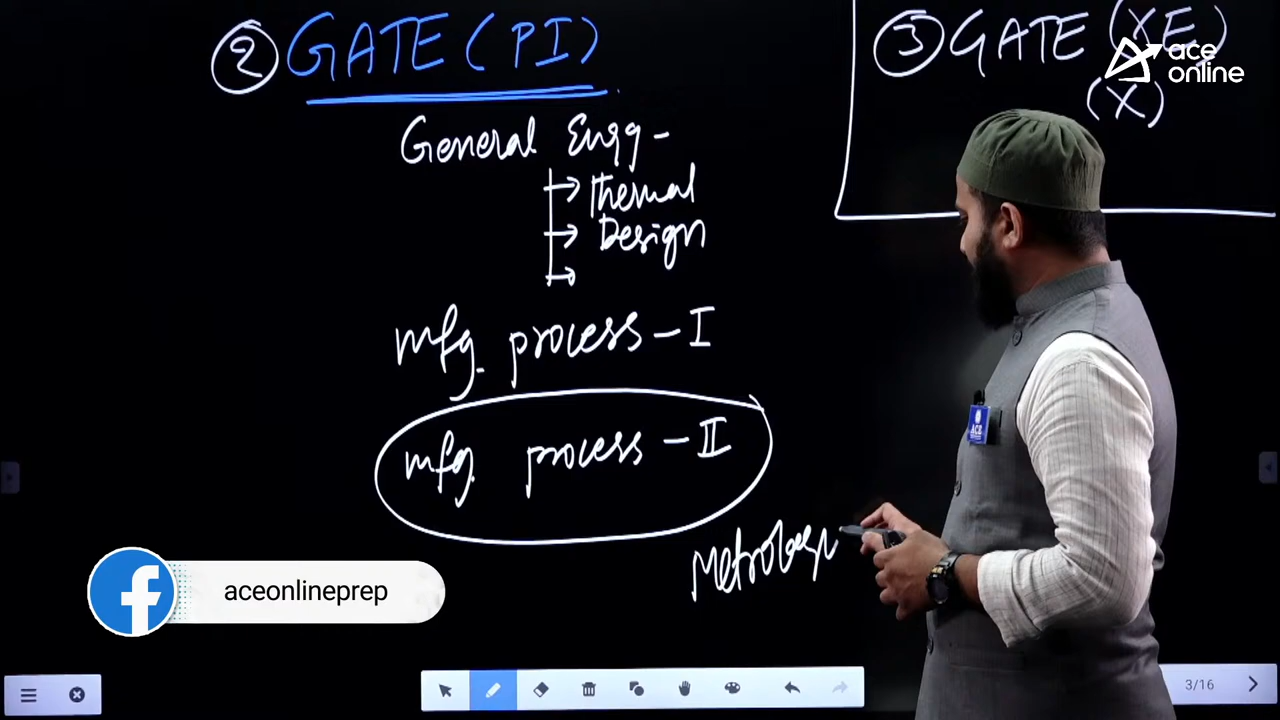 ② GATE (PI)
General Engg -
→ Thermal
→ Design
→
mfg. process - I
mfg. process - II
Metrology
③ GATE (XE)
(X)
ace
online
ACE
aceonlineprep
3/16